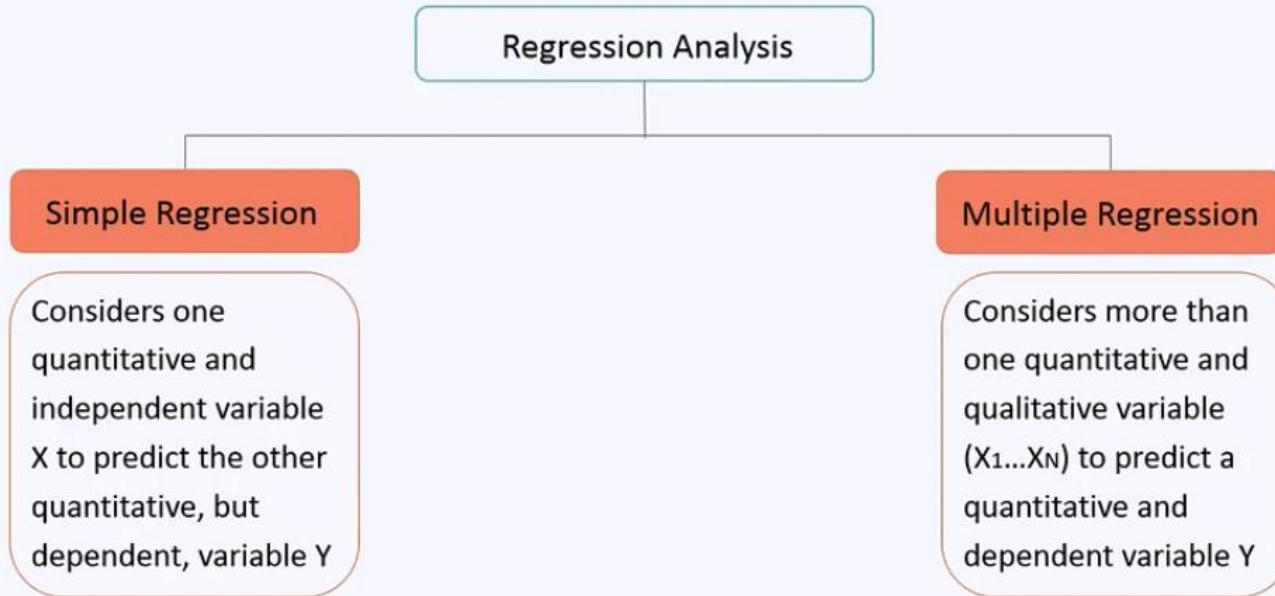 Regression Analysis
Simple Regression
Considers one
quantitative and
independent variable
X to predict the other
quantitative, but
dependent, variable Y
Multiple Regression
Considers more than
one quantitative and
qualitative variable
(X₁...Xɴ) to predict a
quantitative and
dependent variable Y